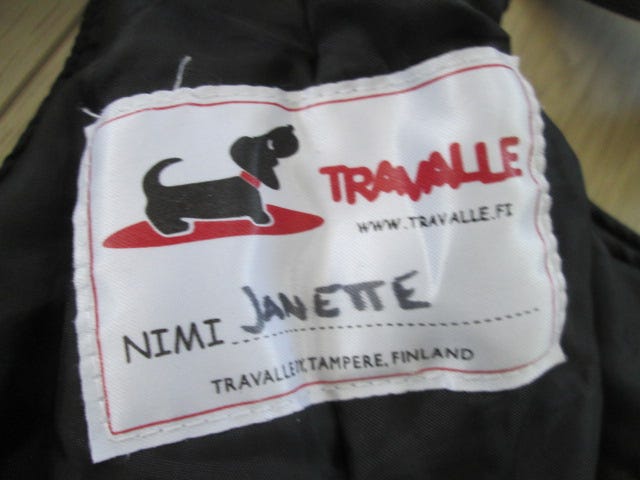 TRAVALLE
WWW.TRAVALLE.FI
NIMI JANETTE
TRAVALLE OY, TAMPERE, FINLAND